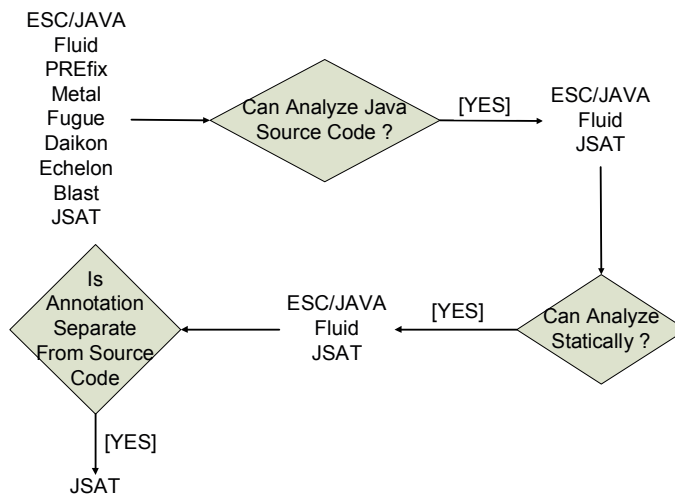 ESC/JAVA
Fluid
PREfix
Metal
Fugue
Daikon
Echelon
Blast
JSAT
Can Analyze Java
Source Code ?
[YES]
ESC/JAVA
Fluid
JSAT
Can Analyze
Statically ?
[YES]
ESC/JAVA
Fluid
JSAT
Is
Annotation
Separate
From Source
Code
[YES]
JSAT